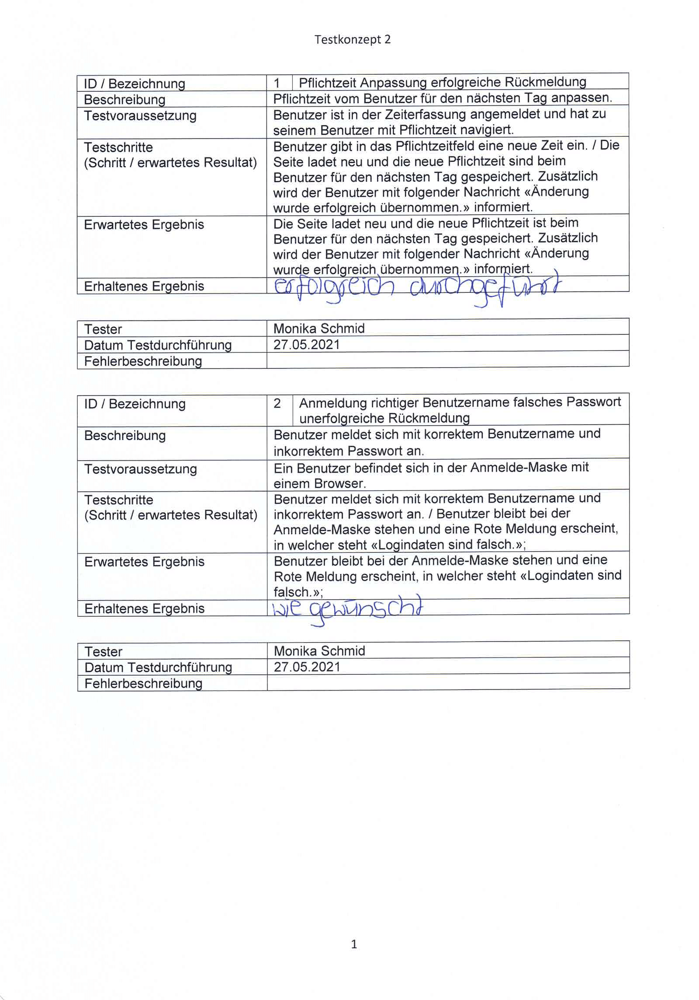 Testkonzept 2
ID / Bezeichnung 1 Pflichtzeit Anpassung erfolgreiche Rückmeldung
Beschreibung Pflichtzeit vom Benutzer für den nächsten Tag anpassen.
Testvoraussetzung Benutzer ist in der Zeiterfassung angemeldet und hat zu
seinem Benutzer mit Pflichtzeit navigiert.
Testschritte Benutzer gibt in das Pflichtzeitfeld eine neue Zeit ein. / Die
(Schritt / erwartetes Resultat) Seite ladet neu und die neue Pflichtzeit sind beim
Benutzer für den nächsten Tag gespeichert. Zusätzlich
wird der Benutzer mit folgender Nachricht «Änderung
wurde erfolgreich übernommen.» informiert.
Erwartetes Ergebnis Die Seite ladet neu und die neue Pflichtzeit ist beim
Benutzer für den nächsten Tag gespeichert. Zusätzlich
wird der Benutzer mit folgender Nachricht «Änderung
wurde erfolgreich übernommen.» informiert.
Erhaltenes Ergebnis erfolgreich durchgeführt
Tester Monika Schmid
Datum Testdurchführung 27.05.2021
Fehlerbeschreibung
ID / Bezeichnung 2 Anmeldung richtiger Benutzername falsches Passwort
unerfolgreiche Rückmeldung
Beschreibung Benutzer meldet sich mit korrektem Benutzername und
inkorrektem Passwort an.
Testvoraussetzung Ein Benutzer befindet sich in der Anmelde-Maske mit
einem Browser.
Testschritte Benutzer meldet sich mit korrektem Benutzername und
(Schritt / erwartetes Resultat) inkorrektem Passwort an. / Benutzer bleibt bei der
Anmelde-Maske stehen und eine Rote Meldung erscheint,
in welcher steht «Logindaten sind falsch.»;
Erwartetes Ergebnis Benutzer bleibt bei der Anmelde-Maske stehen und eine
Rote Meldung erscheint, in welcher steht «Logindaten sind
falsch.»;
Erhaltenes Ergebnis wie gewünscht
Tester Monika Schmid
Datum Testdurchführung 27.05.2021
Fehlerbeschreibung
1